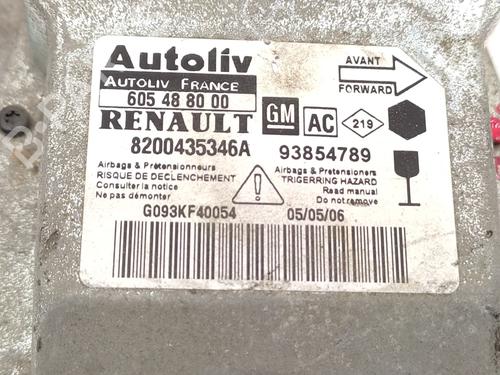 Autoliv
AUTOLIV FRANCE
605 48 80 00
RENAULT
8200435346A
AVANT
FORWARD
GM
AC
219
93854789
Airbags & Pretensionneurs
RISQUE DE DECLENCHEMENT
Consulter la notice
Ne pas démonter
Airbags & Pretensioners
TRIGERRING HAZARD
Read manual
Do not remove
G093KF40054
05/05/06